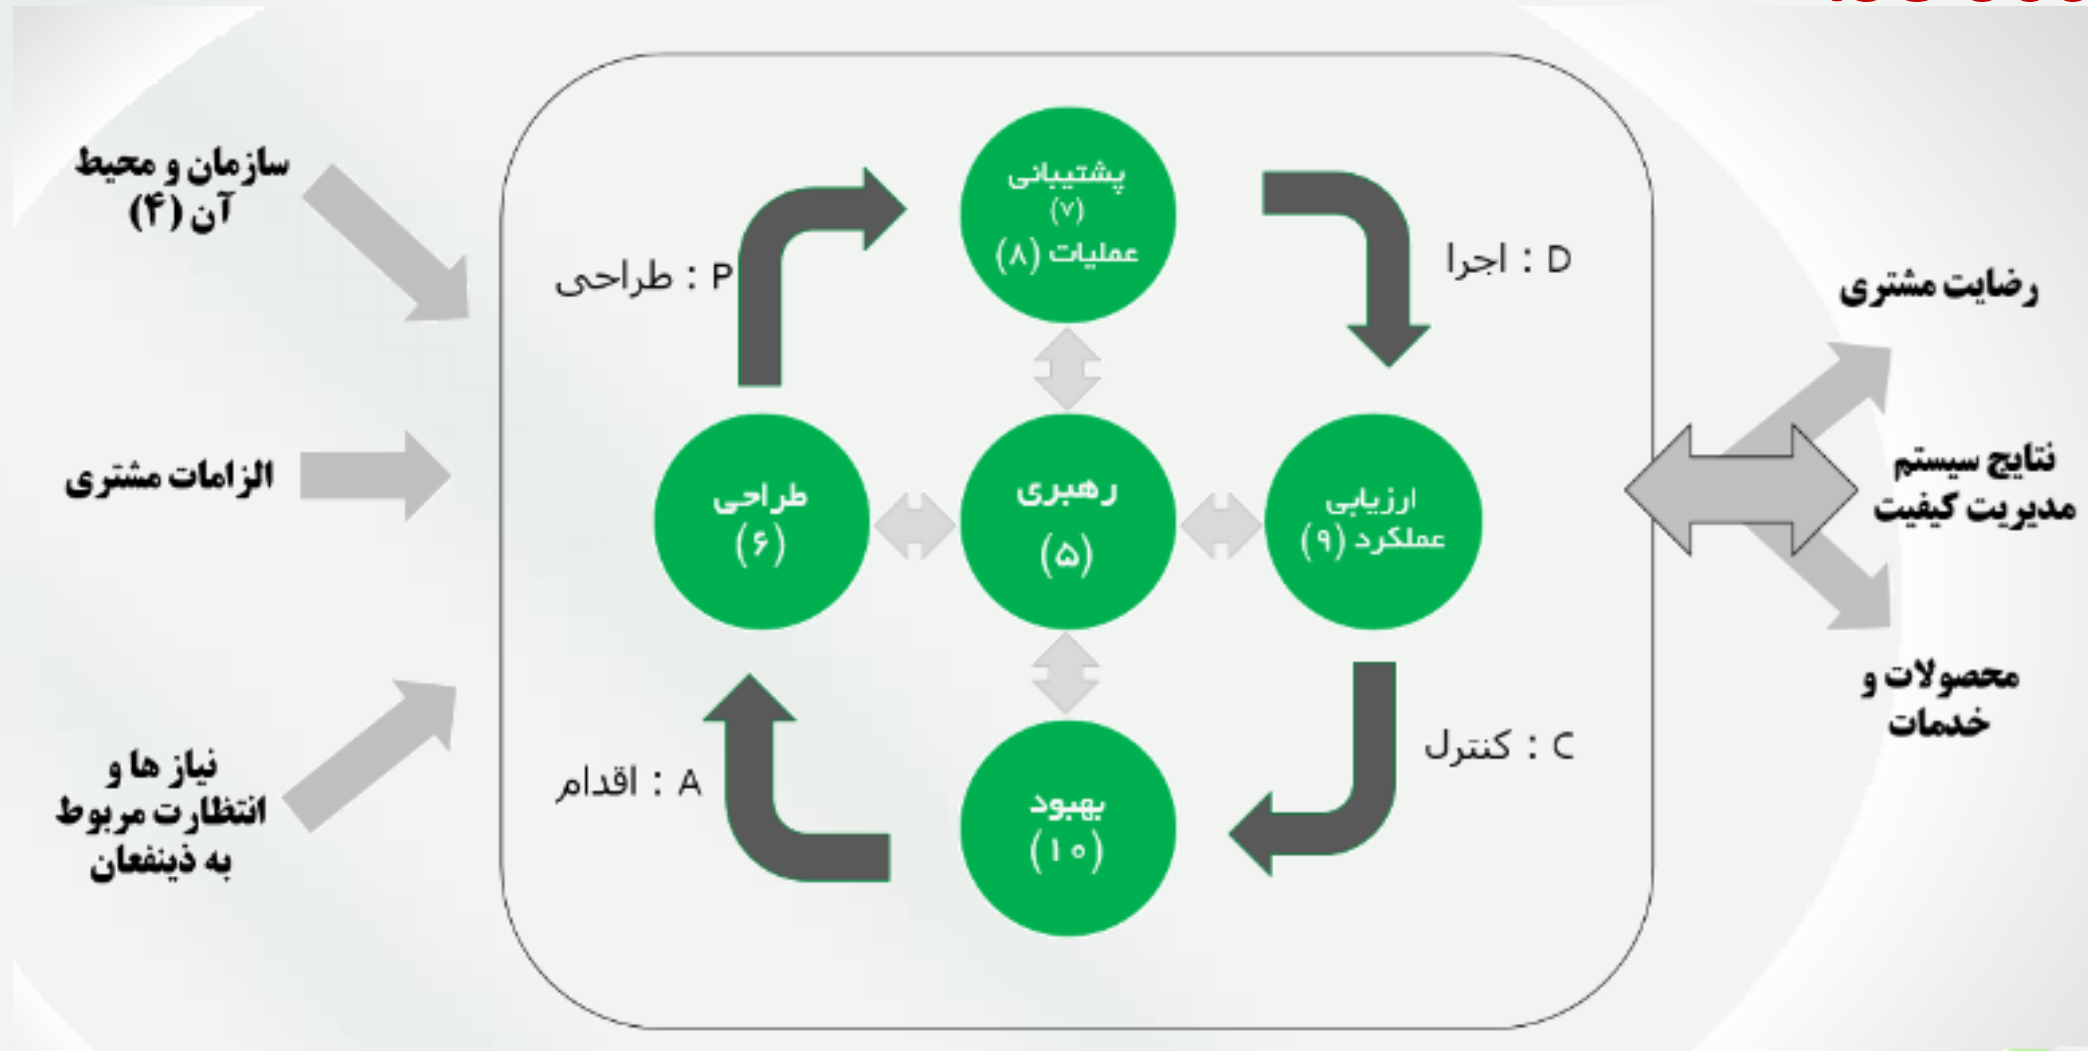 سازمان و محیط
آن (۴)
الزامات مشتری
نیاز ها و
انتظارت مربوط
به ذینفعان
P : طراحی
D : اجرا
C : کنترل
A : اقدام
پشتیبانی
(۷)
عملیات (۸)
طراحی
(۶)
رهبری
(۵)
ارزیابی
عملکرد (۹)
بهبود
(۱۰)
رضایت مشتری
نتایج سیستم
مدیریت کیفیت
محصولات و
خدمات